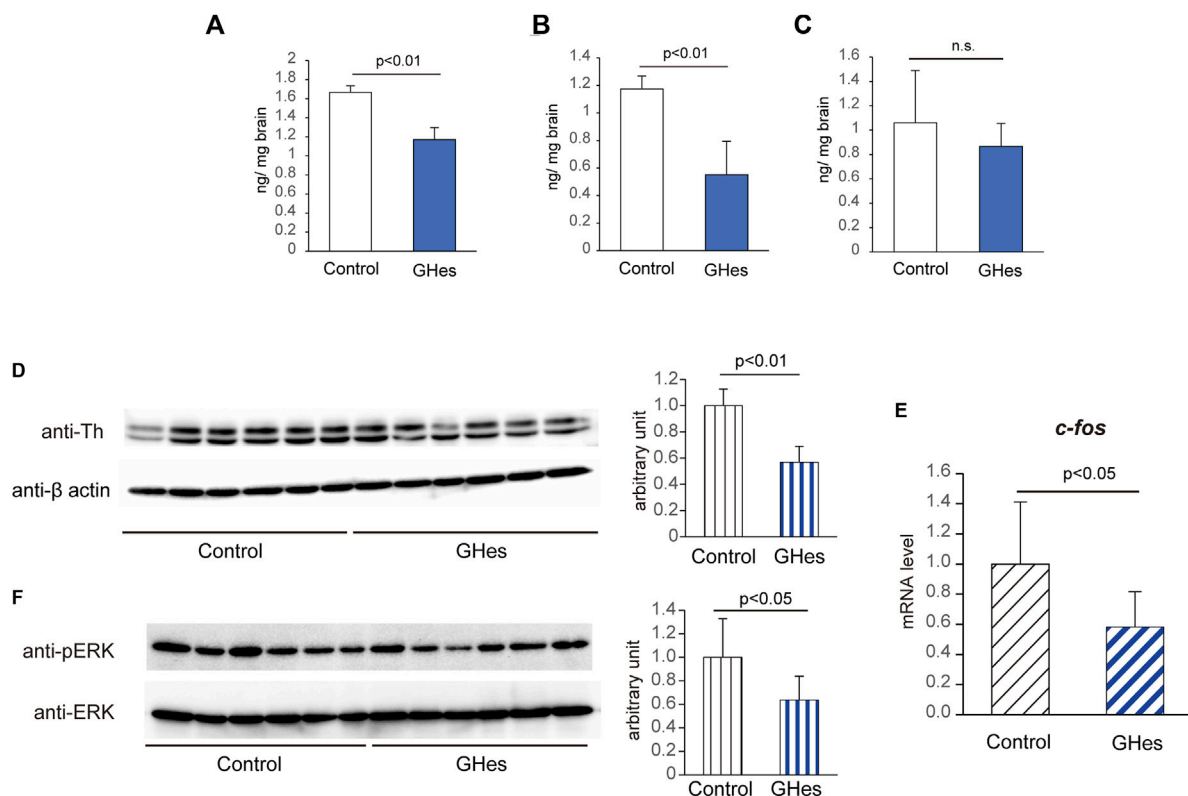 A
2
1.8
1.6
1.4
1.2
1
0.8
0.6
0.4
0.2
0
ng/ mg brain
p<0.01
Control
GHes
B
1.4
1.2
1
0.8
0.6
0.4
0.2
0
ng/ mg brain
p<0.01
Control
GHes
C
1.6
1.4
1.2
1
0.8
0.6
0.4
0.2
0
ng/ mg brain
n.s.
Control
GHes
D
anti-Th
anti-β actin
Control
GHes
1.2
1.0
0.8
0.6
0.4
0.2
0
arbitrary unit
p<0.01
Control
GHes
E
c-fos
1.6
1.4
1.2
1.0
0.8
0.6
0.4
0.2
0.0
mRNA level
p<0.05
Control
GHes
F
anti-pERK
anti-ERK
Control
GHes
1.4
1.2
1.0
0.8
0.6
0.4
0.2
0
arbitrary unit
p<0.05
Control
GHes